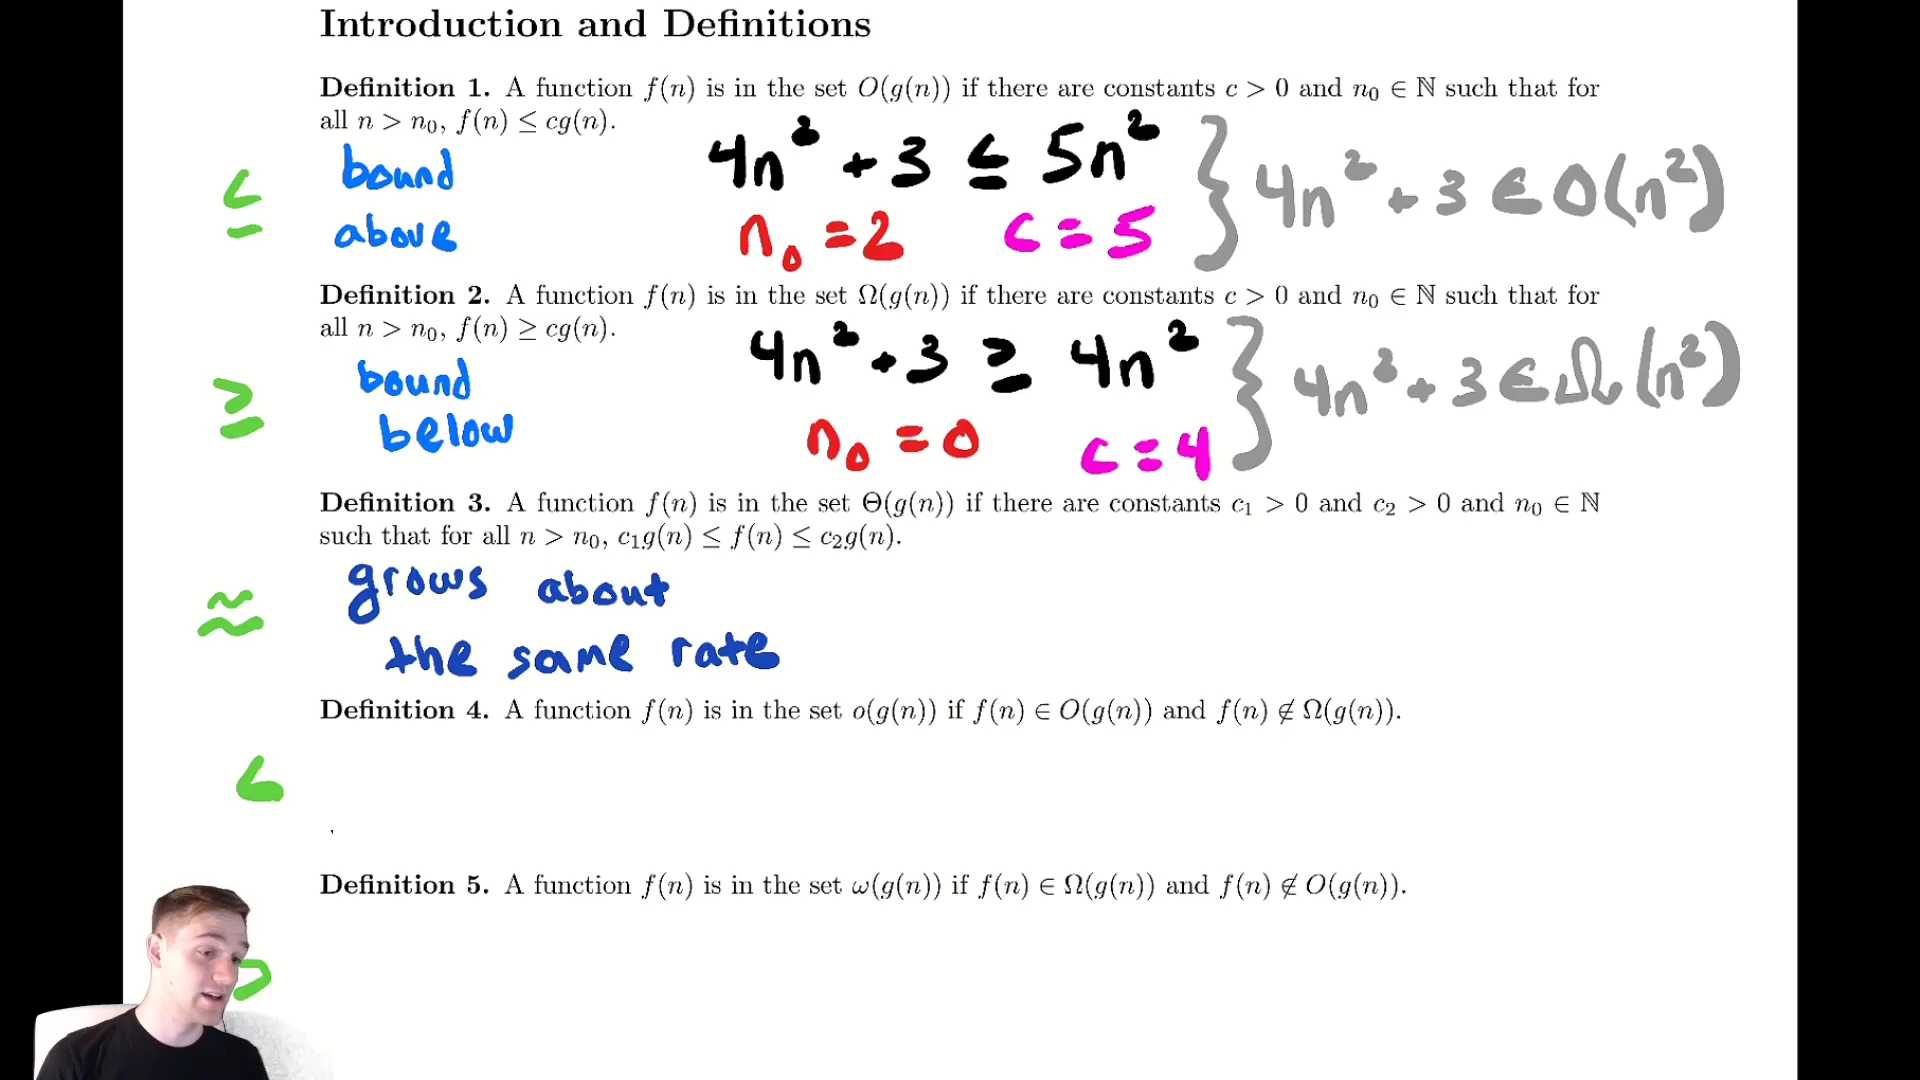 Introduction and Definitions
Definition 1. A function f(n) is in the set O(g(n)) if there are constants c > 0 and n₀ ∈ ℕ such that for
all n > n₀, f(n) ≤ cg(n).
≤ bound above
4n² + 3 ≤ 5n² } 4n² + 3 ∈ O(n²)
n₀ = 2 c = 5
Definition 2. A function f(n) is in the set Ω(g(n)) if there are constants c > 0 and n₀ ∈ ℕ such that for
all n > n₀, f(n) ≥ cg(n).
≥ bound below
4n² + 3 ≥ 4n² } 4n² + 3 ∈ Ω(n²)
n₀ = 0 c = 4
Definition 3. A function f(n) is in the set Θ(g(n)) if there are constants c₁ > 0 and c₂ > 0 and n₀ ∈ ℕ
such that for all n > n₀, c₁g(n) ≤ f(n) ≤ c₂g(n).
≈ grows about
the same rate
Definition 4. A function f(n) is in the set o(g(n)) if f(n) ∈ O(g(n)) and f(n) ∉ Ω(g(n)).
<
Definition 5. A function f(n) is in the set ω(g(n)) if f(n) ∈ Ω(g(n)) and f(n) ∉ O(g(n)).
>